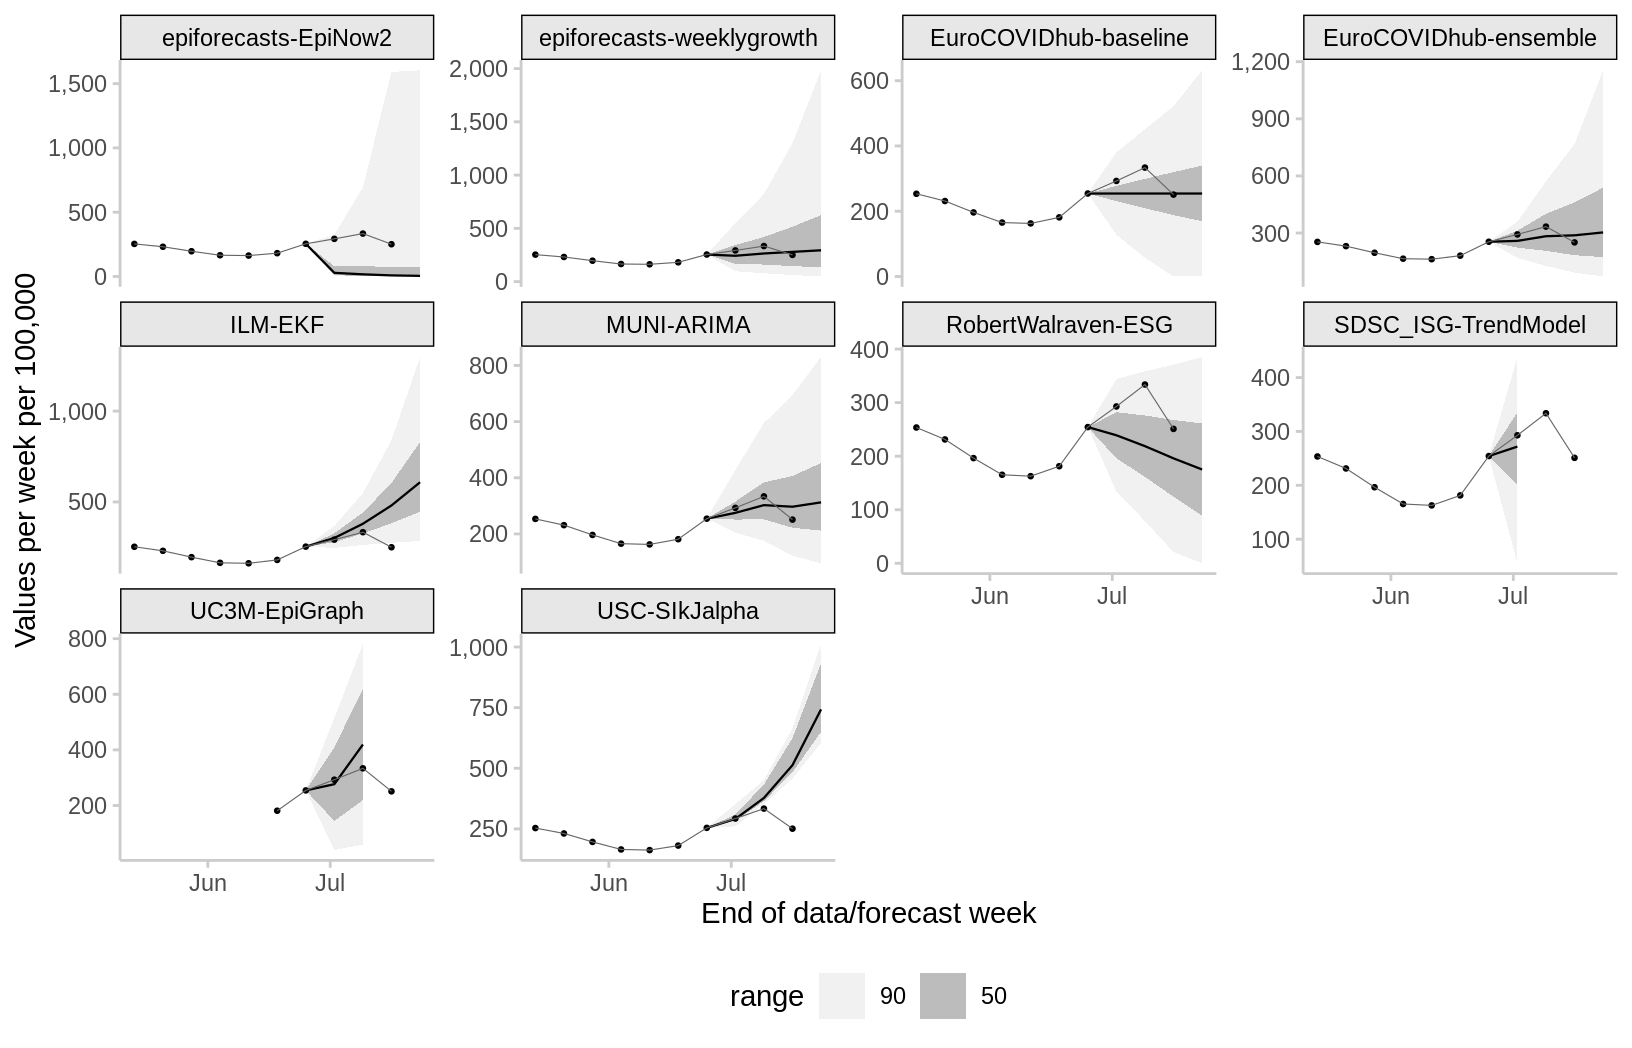 epiforecasts-EpiNow2
epiforecasts-weeklygrowth
EuroCOVIDhub-baseline
EuroCOVIDhub-ensemble
1,500
1,000
500
0
2,000
1,500
1,000
500
0
600
400
200
0
1,200
900
600
300
ILM-EKF
MUNI-ARIMA
RobertWalraven-ESG
SDSC_ISG-TrendModel
1,000
500
800
600
400
200
400
300
200
100
0
400
300
200
100
Jun
Jul
Jun
Jul
UC3M-EpiGraph
USC-SIkJalpha
800
600
400
200
1,000
750
500
250
Jun
Jul
Jun
Jul
Values per week per 100,000
End of data/forecast week
range 90 50